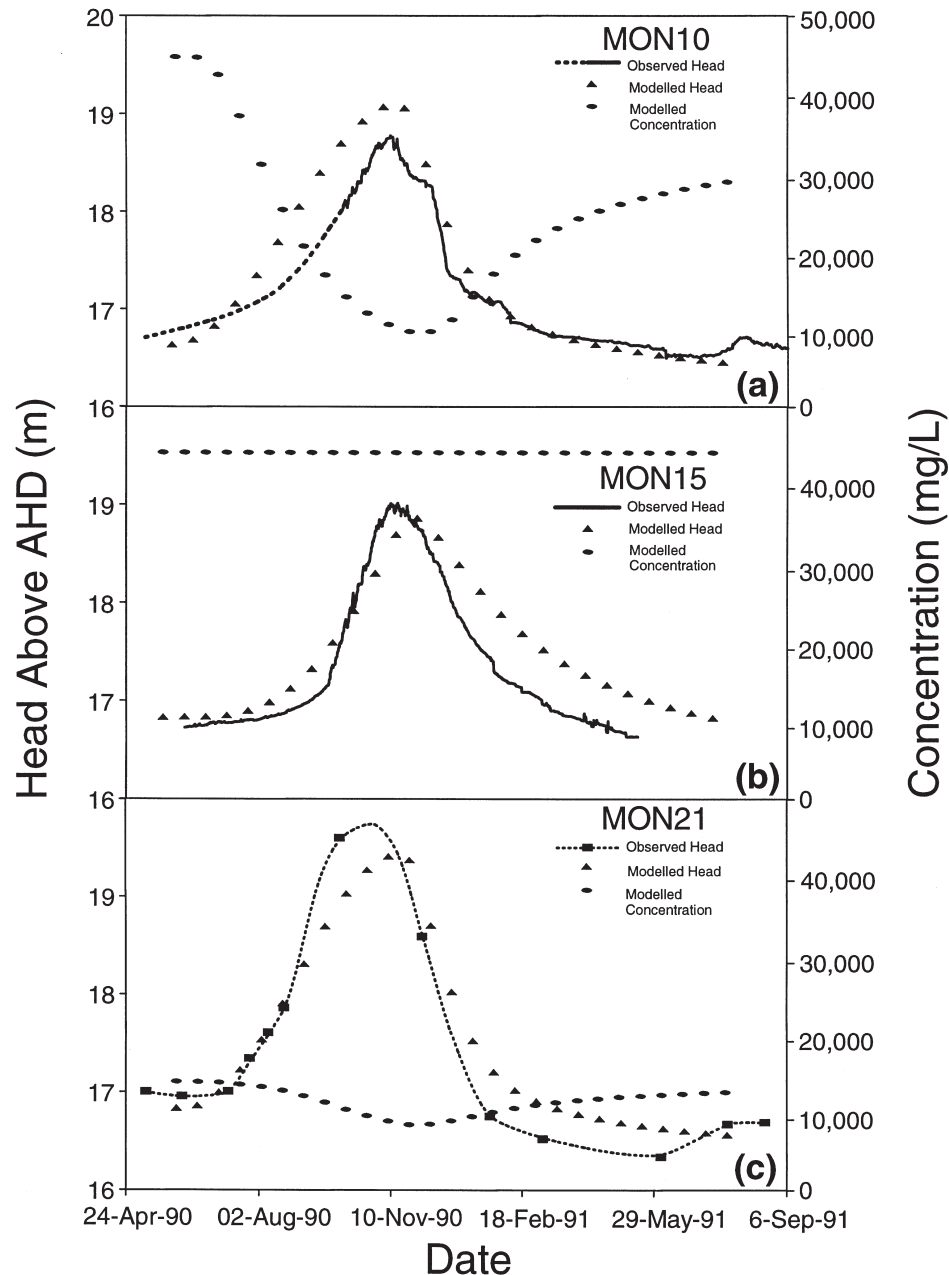 Head Above AHD (m)
Concentration (mg/L)
20
19
18
17
16
50,000
40,000
30,000
20,000
10,000
0
MON10
Observed Head
Modelled Head
Modelled
Concentration
(a)
19
18
17
16
40,000
30,000
20,000
10,000
0
MON15
Observed Head
Modelled Head
Modelled
Concentration
(b)
19
18
17
16
40,000
30,000
20,000
10,000
0
MON21
Observed Head
Modelled Head
Modelled
Concentration
(c)
24-Apr-90 02-Aug-90 10-Nov-90 18-Feb-91 29-May-91 6-Sep-91
Date